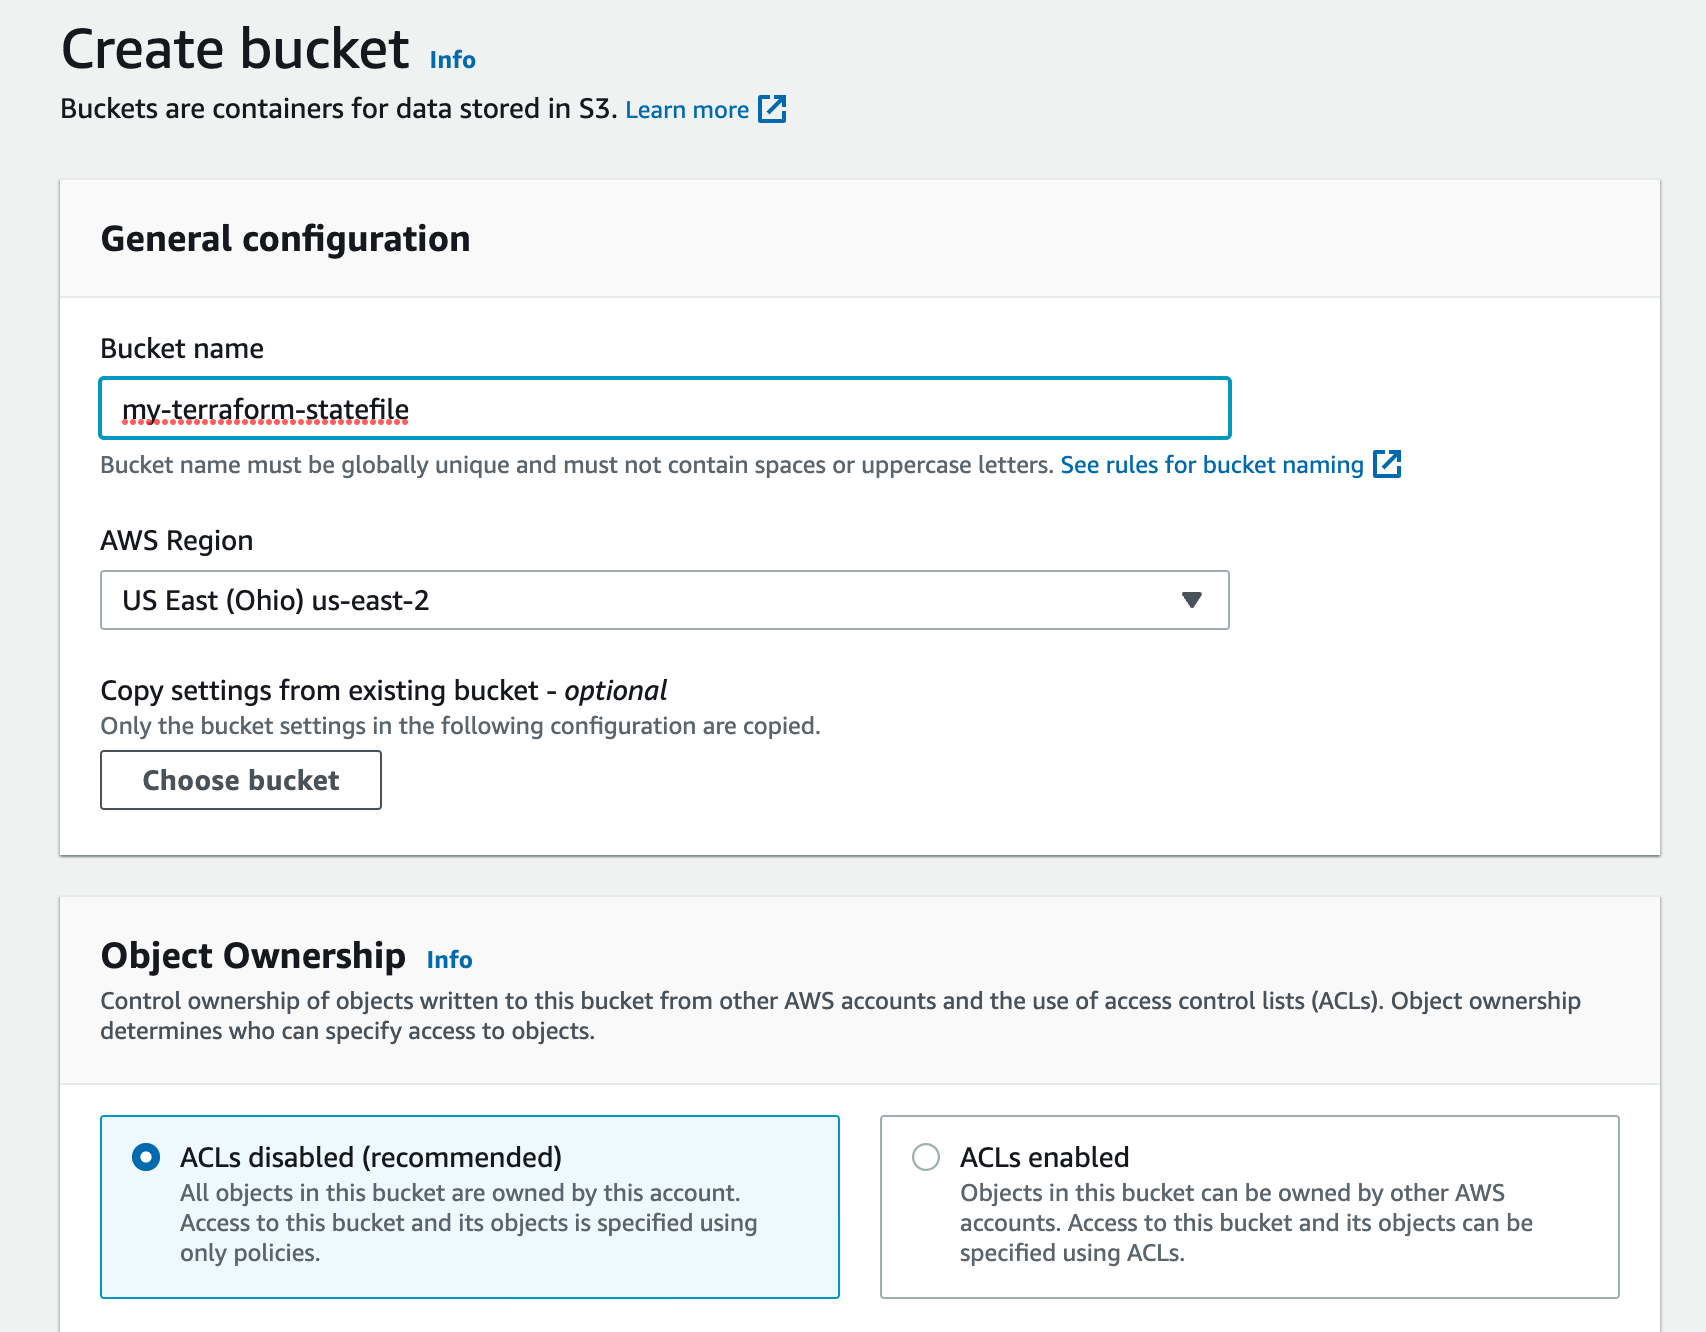 Create bucket Info
Buckets are containers for data stored in S3. Learn more
General configuration
Bucket name
my-terraform-statefile
Bucket name must be globally unique and must not contain spaces or uppercase letters. See rules for bucket naming
AWS Region
US East (Ohio) us-east-2
Copy settings from existing bucket - optional
Only the bucket settings in the following configuration are copied.
Choose bucket
Object Ownership Info
Control ownership of objects written to this bucket from other AWS accounts and the use of access control lists (ACLs). Object ownership
determines who can specify access to objects.
ACLs disabled (recommended)
All objects in this bucket are owned by this account.
Access to this bucket and its objects is specified using
only policies.
ACLs enabled
Objects in this bucket can be owned by other AWS
accounts. Access to this bucket and its objects can be
specified using ACLs.